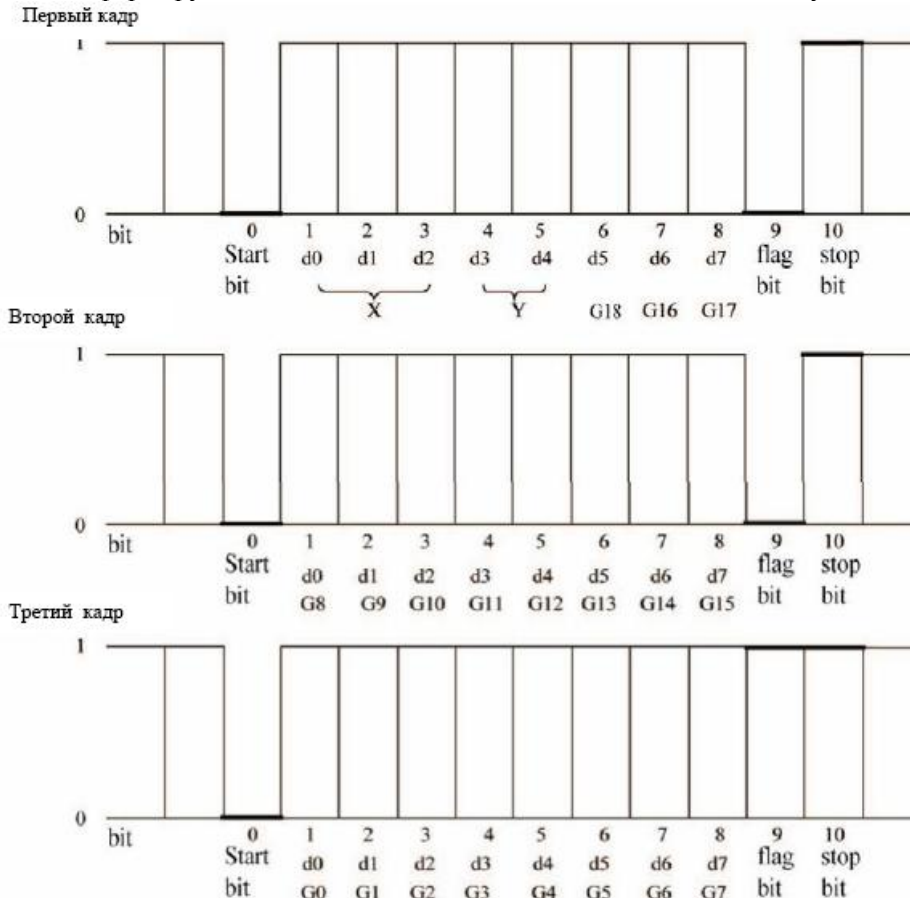 Первый кадр
1
0
bit 0 1 2 3 4 5 6 7 8 9 10
Start d0 d1 d2 d3 d4 d5 d6 d7 flag stop
bit bit bit
X Y G18 G16 G17
Второй кадр
1
0
bit 0 1 2 3 4 5 6 7 8 9 10
Start d0 d1 d2 d3 d4 d5 d6 d7 flag stop
bit G8 G9 G10 G11 G12 G13 G14 G15 bit bit
Третий кадр
1
0
bit 0 1 2 3 4 5 6 7 8 9 10
Start d0 d1 d2 d3 d4 d5 d6 d7 flag stop
bit G0 G1 G2 G3 G4 G5 G6 G7 bit bit